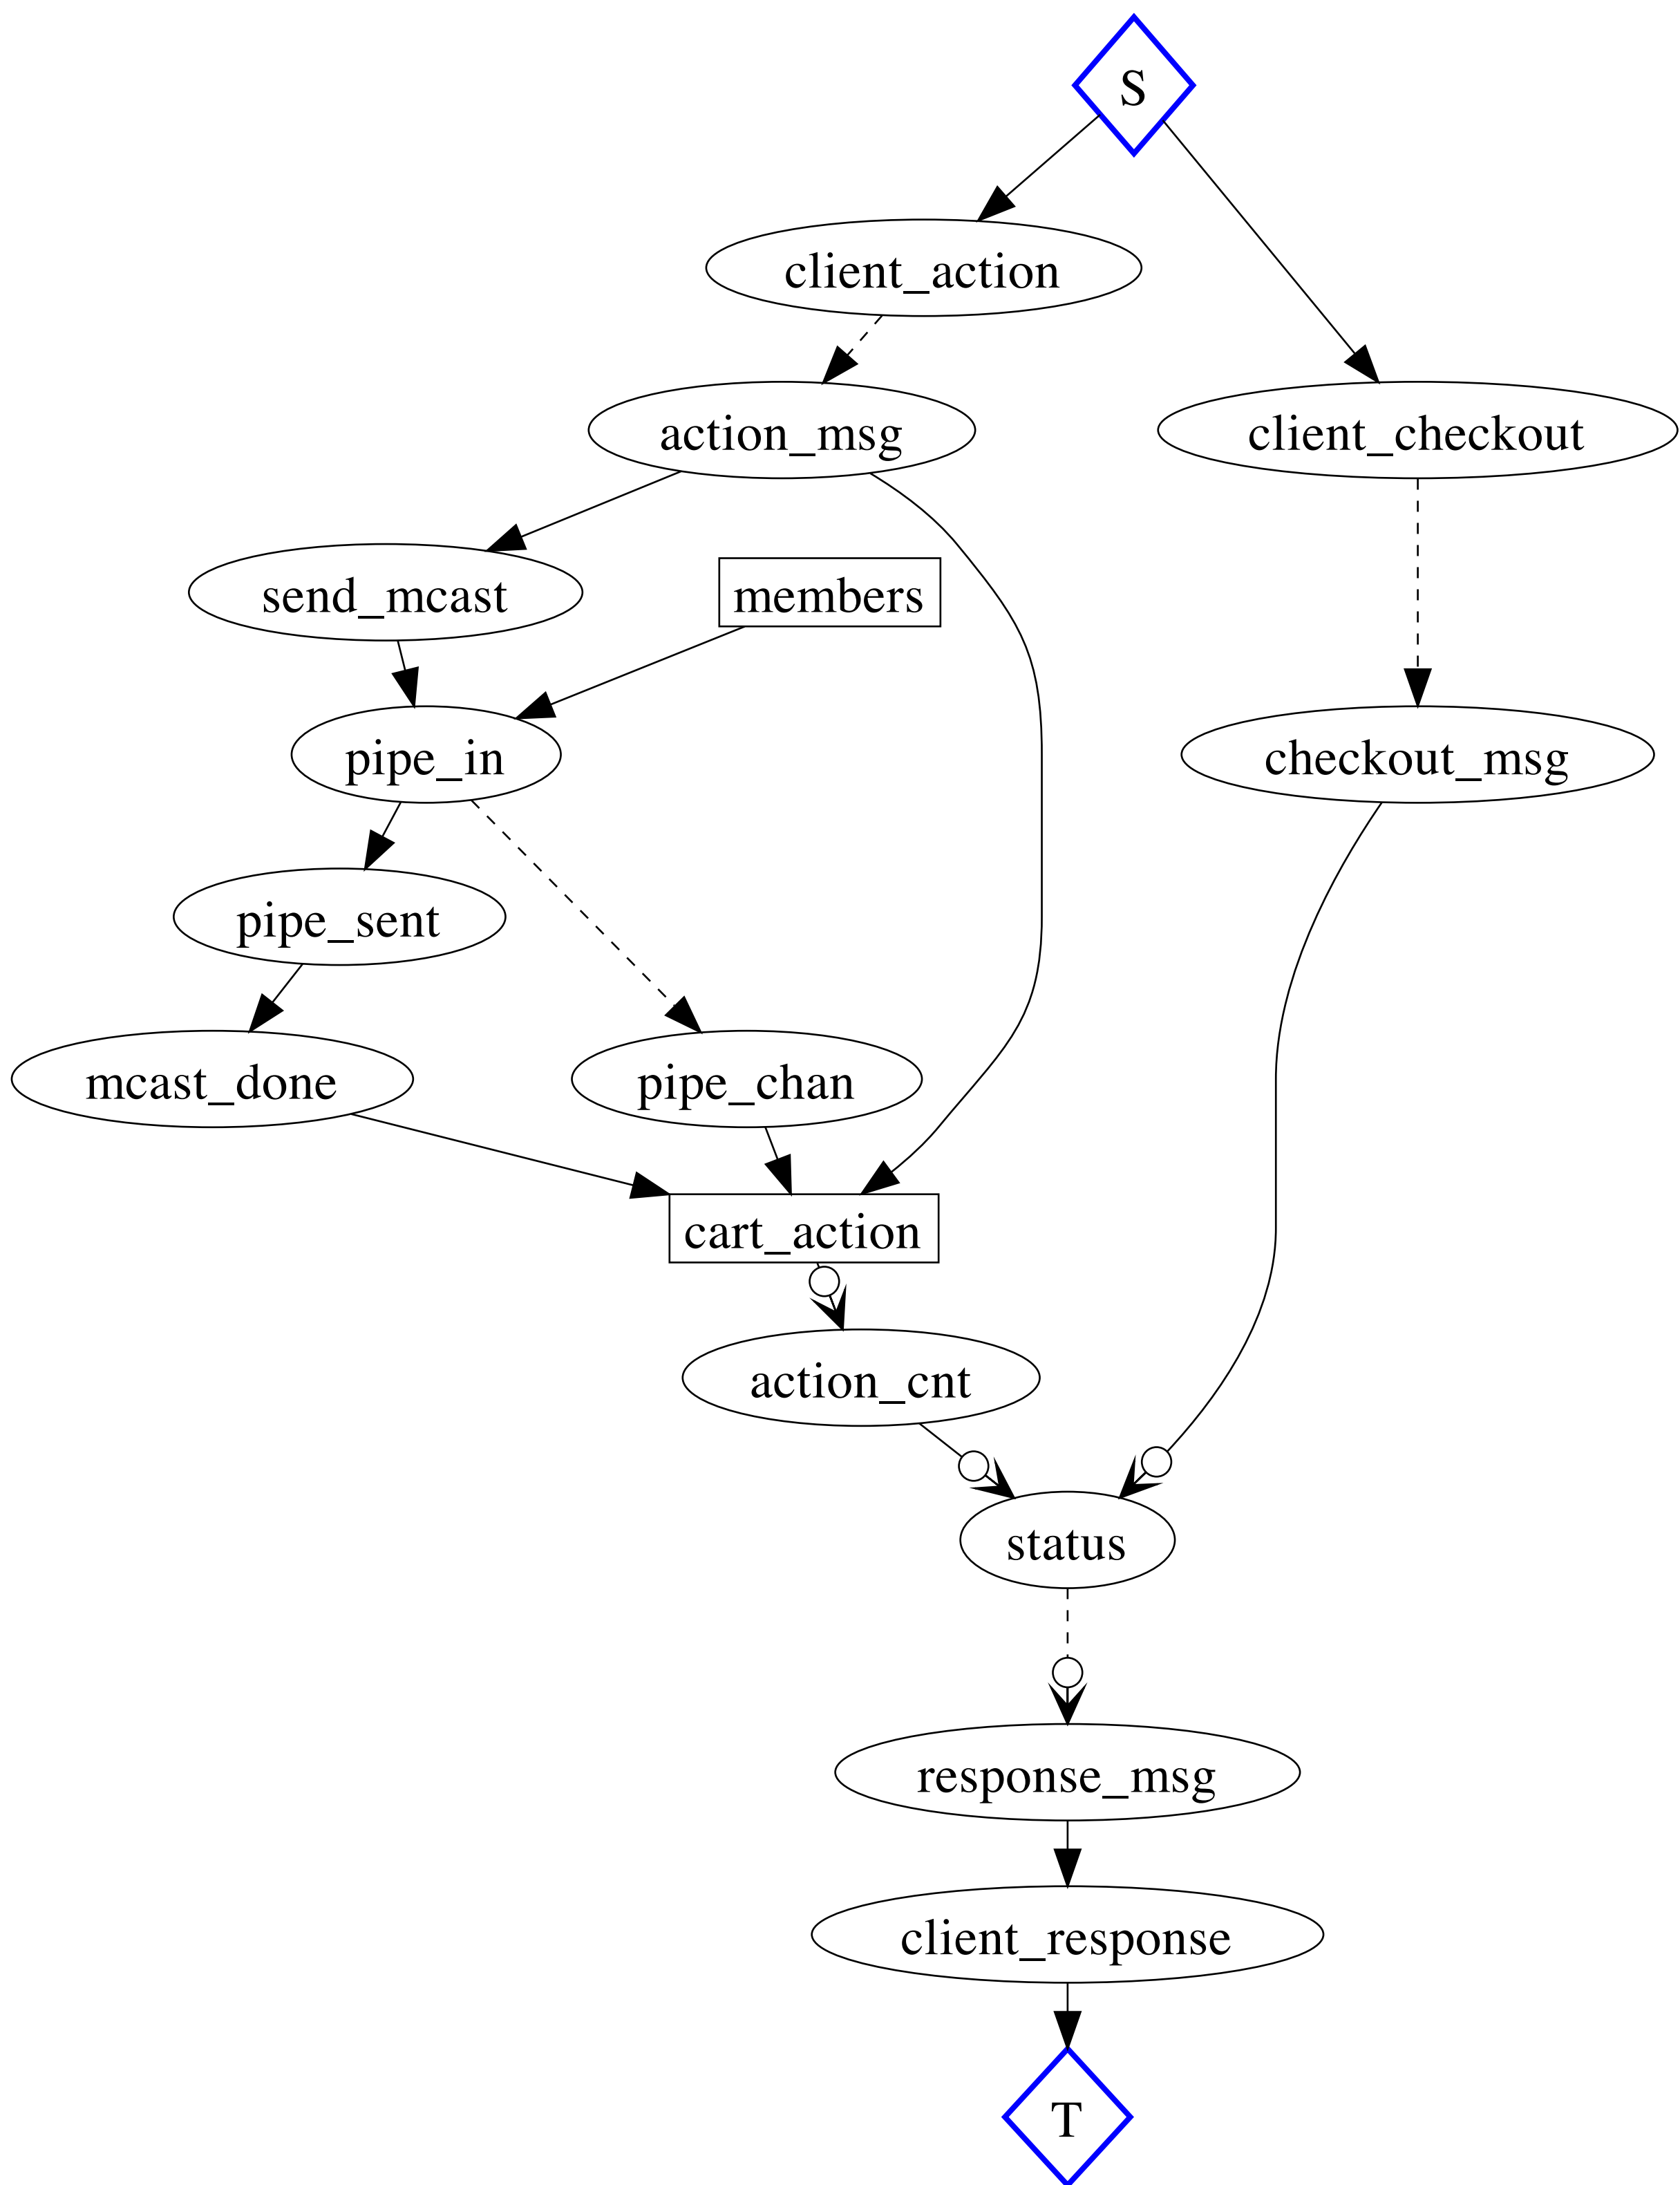 S
client_action
action_msg
client_checkout
send_mcast
members
pipe_in
checkout_msg
pipe_sent
mcast_done
pipe_chan
cart_action
action_cnt
status
response_msg
client_response
T